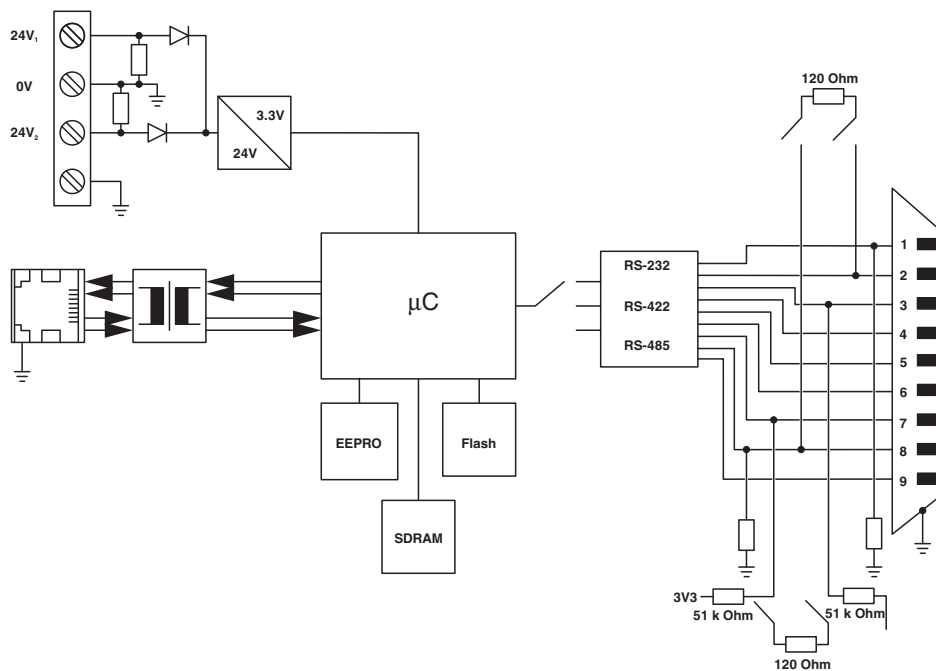 24V₁
0V
24V₂
3.3V
24V
120 Ohm
µC
RS-232
RS-422
RS-485
1
2
3
4
5
6
7
8
9
EEPRO
Flash
SDRAM
3V3
51 k Ohm
51 k Ohm
120 Ohm